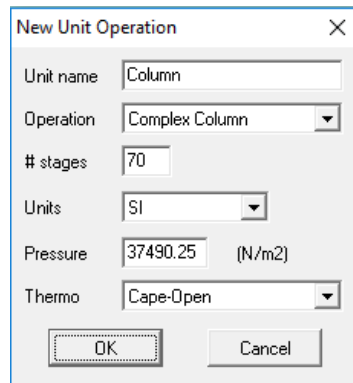 New Unit Operation
Unit name Column
Operation Complex Column
# stages 70
Units SI
Pressure 37490.25 (N/m2)
Thermo Cape-Open
OK Cancel